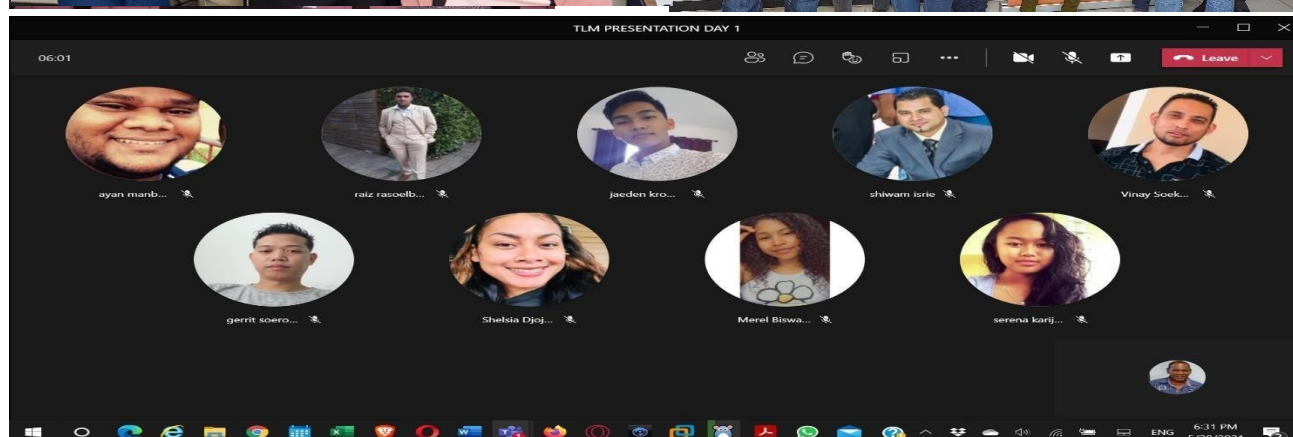 TLM PRESENTATION DAY 1
06:01
Leave
ayan manb...
raiz rasoelb...
jaeden kro...
shiwam isrie
Vinay Soek...
gerrit soero...
Shelsia Djoj...
Merel Biswa...
serena karij...
ENG
6:31 PM